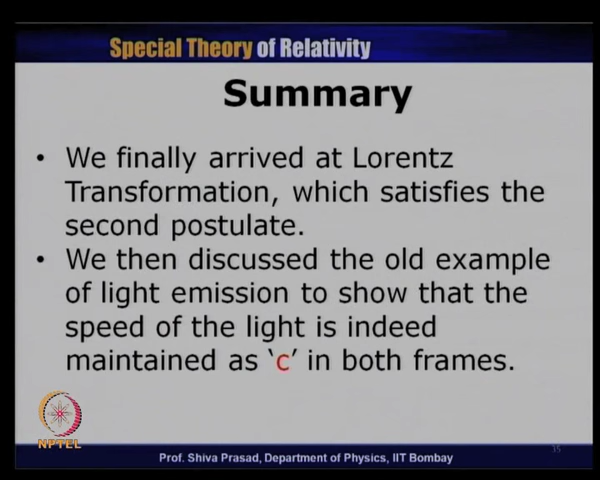 Special Theory of Relativity
Summary
• We finally arrived at Lorentz
Transformation, which satisfies the
second postulate.
• We then discussed the old example
of light emission to show that the
speed of the light is indeed
maintained as ‘c’ in both frames.
NPTEL
Prof. Shiva Prasad, Department of Physics, IIT Bombay
35